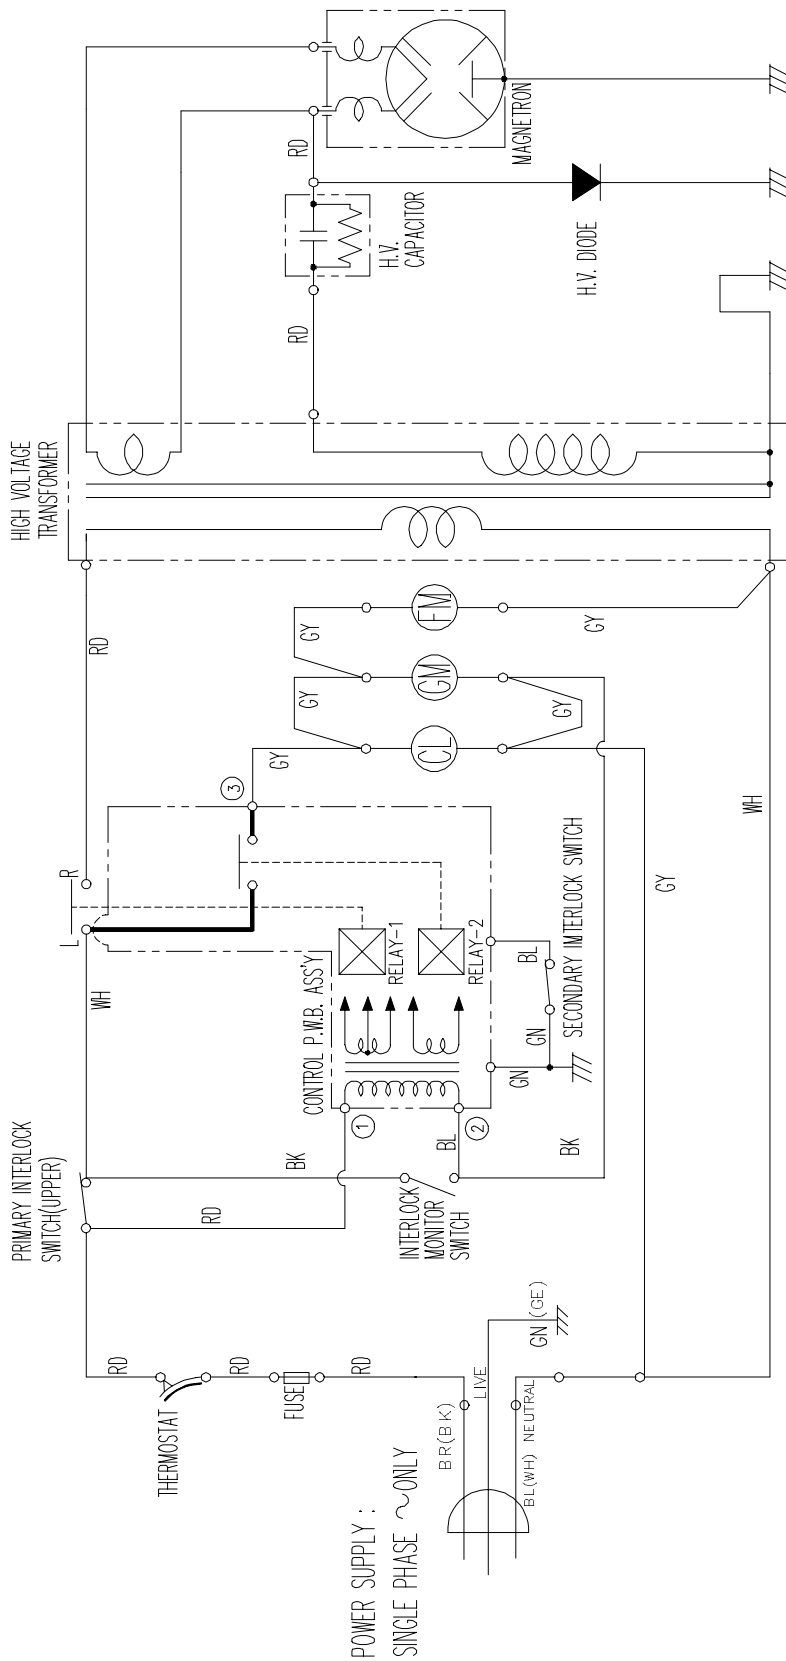 POWER SUPPLY :
SINGLE PHASE ~ ONLY
BR(BK)
LIVE
BL(WH) NEUTRAL
GN (GE)
RD
FUSE
RD
THERMOSTAT
RD
PRIMARY INTERLOCK
SWITCH(UPPER)
RD
BK
INTERLOCK
MONITOR
SWITCH
BL
BK
1
2
CONTROL P.W.B. ASS'Y
WH
L
R
RELAY-1
RELAY-2
GN
GN
BL
SECONDARY INTERLOCK SWITCH
3
GY
GY
GY
CL
GM
FM
GY
GY
GY
WH
RD
HIGH VOLTAGE
TRANSFORMER
RD
H.V.
CAPACITOR
RD
H.V. DIODE
MAGNETRON